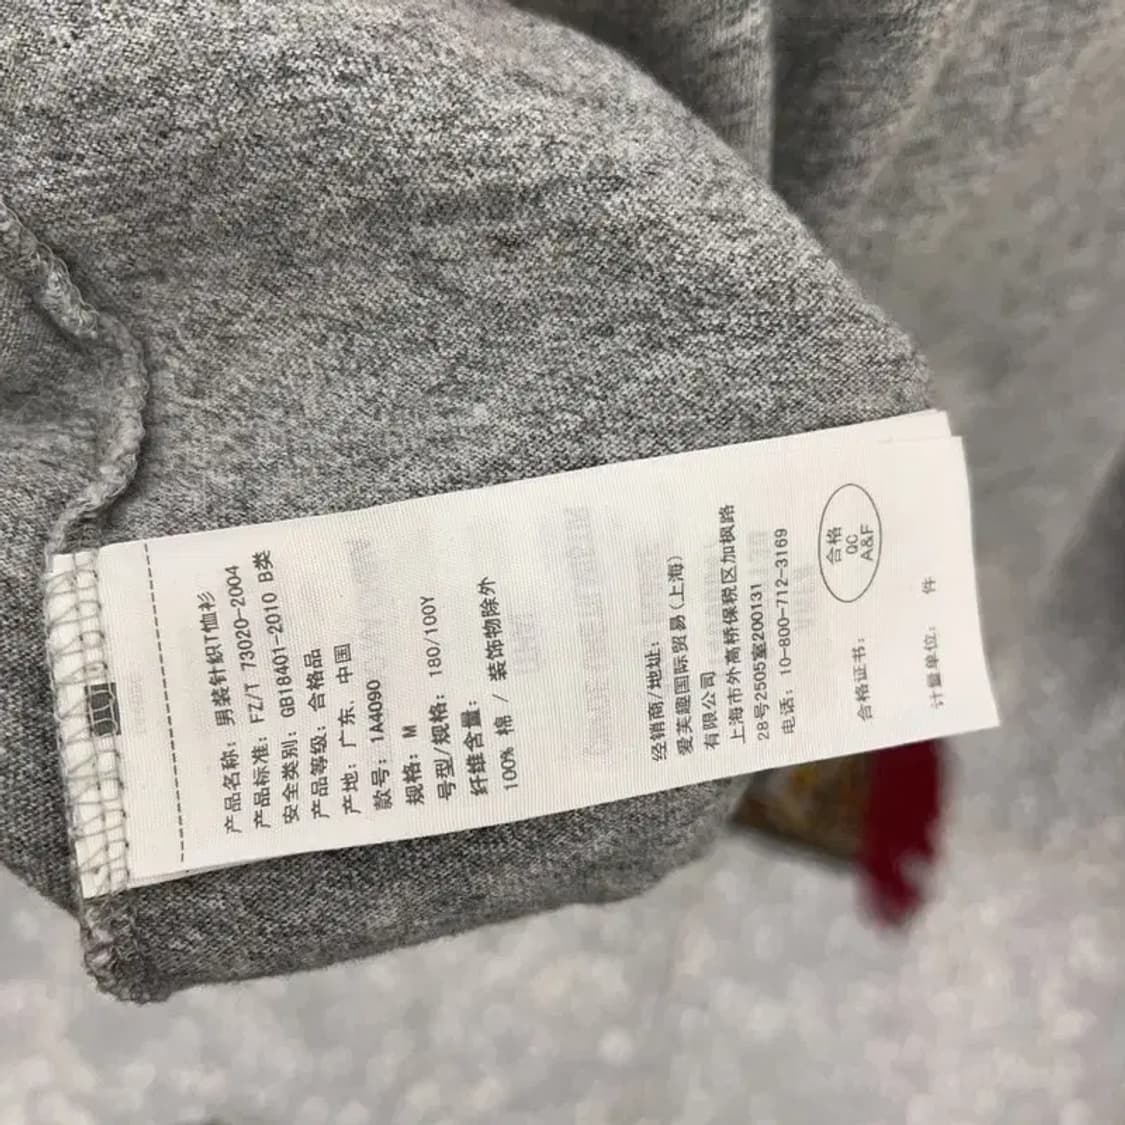 产品名称: 男装针织T恤衫
产品标准: FZ/T 73020-2004
安全类别: GB18401-2010 B类
产品等级: 合格品
产地: 广东, 中国
款号: 1A4090
规格: M
号型/规格: 180/100Y
纤维含量:
100% 棉 / 装饰物除外
经销商/地址:
爱芙趣国际贸易(上海)
有限公司
上海市外高桥保税区加枫路
28号2505室200131
电话: 10-800-712-3169
合格证书:
合格
QC
A&F
计量单位: 件